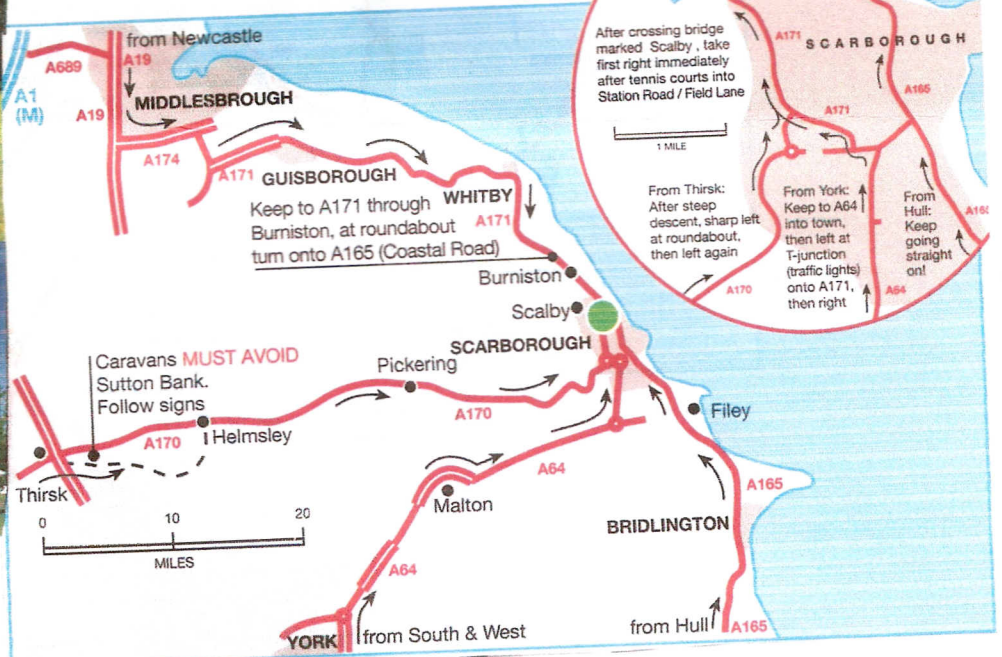 from Newcastle
A689
A19
A1
(M)
A19
MIDDLESBROUGH
A174
A171
GUISBOROUGH
WHITBY
Keep to A171 through
Burniston, at roundabout
turn onto A165 (Coastal Road)
A171
Burniston
Scalby
SCARBOROUGH
Caravans MUST AVOID
Sutton Bank.
Follow signs
Pickering
A170
A170
Helmsley
Thirsk
0 10 20
MILES
Filey
A64
Malton
A165
BRIDLINGTON
A64
YORK
from South & West
from Hull
A165
After crossing bridge
marked Scalby , take
first right immediately
after tennis courts into
Station Road / Field Lane
1 MILE
A171
SCARBOROUGH
A165
A171
From Thirsk:
After steep
descent, sharp left
at roundabout,
then left again
A170
From York:
Keep to A64
into town,
then left at
T-junction
(traffic lights)
onto A171,
then right
A64
From
Hull:
Keep
going
straight
on!